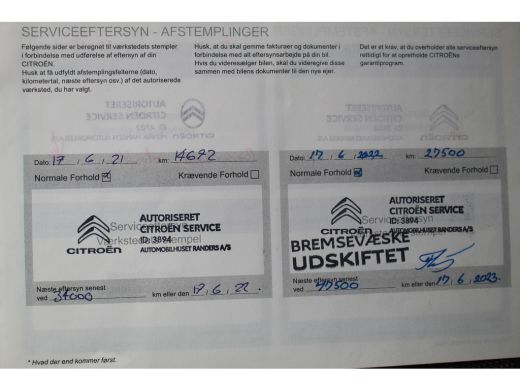 SERVICEEFTERSYN - AFSTEMPLINGER
Følgende sider er beregnet til værkstedets stempler
i forbindelse med udførelse af eftersyn af din
CITROËN.
Husk at få udfyldt afstemplingsfelterne (dato,
kilometertal, næste eftersyn osv.) af det autoriserede
værksted, du har valgt.
Husk, at du skal gemme fakturaer og dokumenter i
forbindelse med alt eftersynsarbejde på din bil.
Hvis du videresælger bilen, skal du videregive disse
sammen med bilens dokumenter til den nye ejer.
Det er et krav, at du overholder alle serviceeftersyn
rettidigt for at opretholde CITROËNs
garantiprogram.
Dato: 17 / 6 / 21 km: 14692
Normale Forhold Krævende Forhold
AUTORISERET
CITROËN SERVICE
ID: 3894
AUTOMOBILHUSET RANDERS A/S
CITROËN
Næste eftersyn senest
ved 34000 km eller den 17, 6, 22.
Dato: 17 / 6 / 2022 km: 27500
Normale Forhold Krævende Forhold
AUTORISERET
CITROËN SERVICE
ID: 3894
AUTOMOBILHUSET RANDERS A/S
CITROËN
BREMSEVÆSKE
UDSKIFTET
Næste eftersyn senest
ved km eller den 17, 6, 2023.
* Hvad der end kommer først.